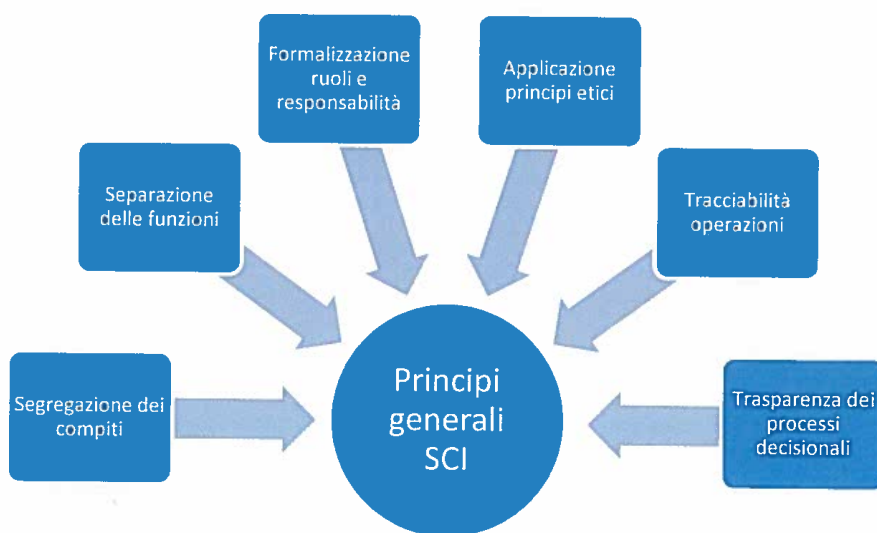 Formalizzazione
ruoli e
responsabilità
Applicazione
principi etici
Separazione
delle funzioni
Tracciabilità
operazioni
Segregazione dei
compiti
Principi
generali
SCI
Trasparenza dei
processi
decisionali